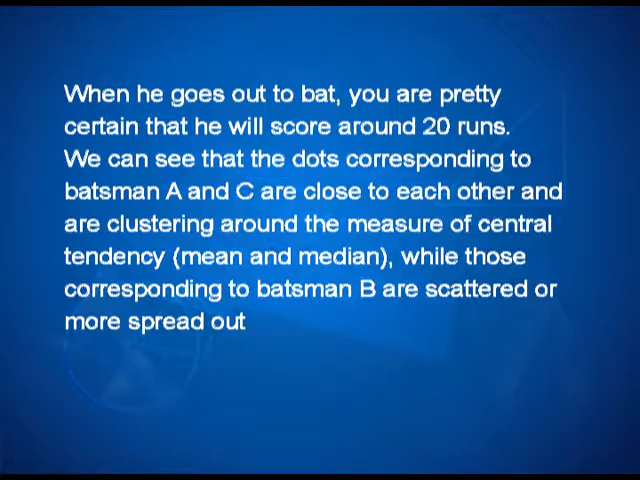 When he goes out to bat, you are pretty
certain that he will score around 20 runs.
We can see that the dots corresponding to
batsman A and C are close to each other and
are clustering around the measure of central
tendency (mean and median), while those
corresponding to batsman B are scattered or
more spread out